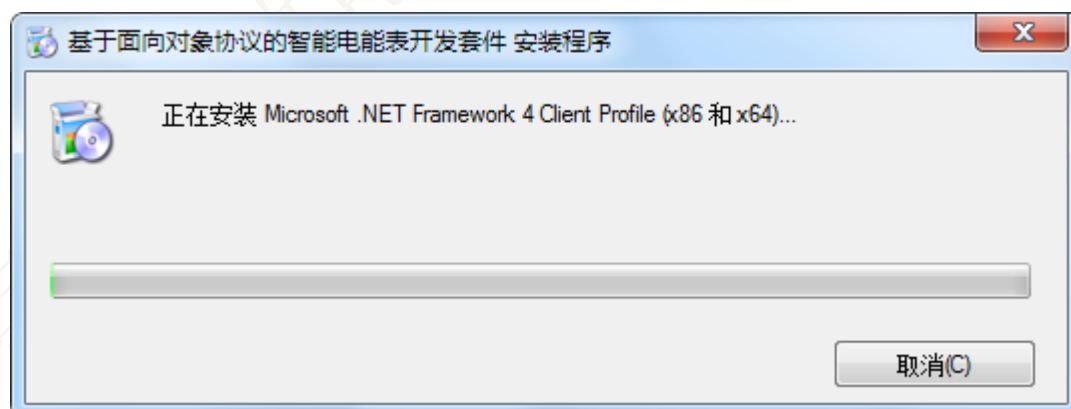 基于面向对象协议的智能电能表开发套件 安装程序
正在安装 Microsoft .NET Framework 4 Client Profile (x86 和 x64)...
取消(C)